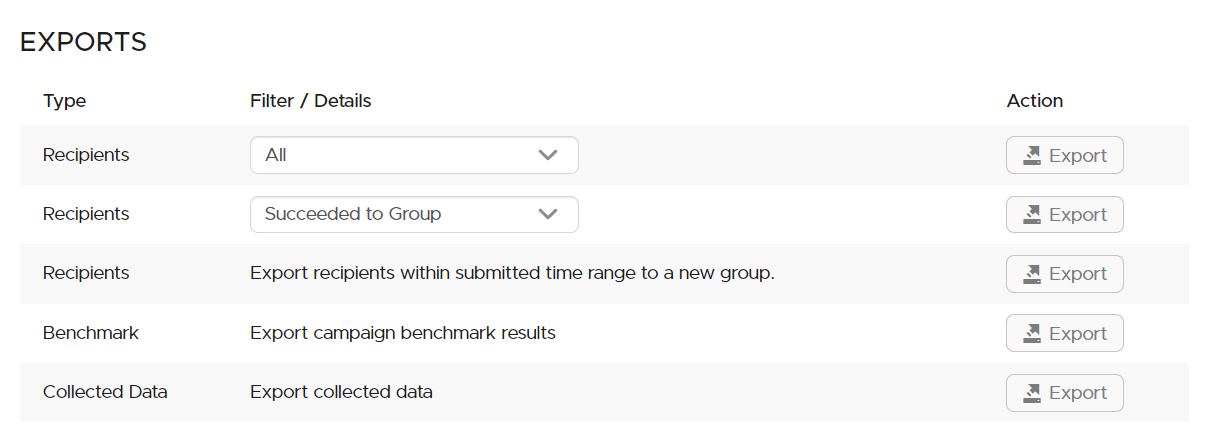 EXPORTS
Type Filter / Details Action
Recipients All Export
Recipients Succeeded to Group Export
Recipients Export recipients within submitted time range to a new group. Export
Benchmark Export campaign benchmark results Export
Collected Data Export collected data Export